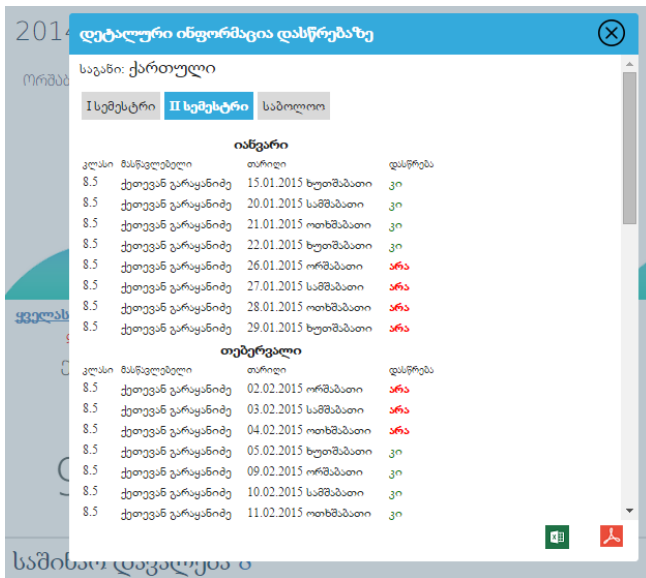 2014
დეტალური ინფორმაცია დასწრებაზე
საგანი: ქართული
I სემესტრი II სემესტრი საბოლოო
იანვარი
კლასი მასწავლებელი თარიღი დასწრება
8.5 ქეთევან გარაყანიძე 15.01.2015 ხუთშაბათი კი
8.5 ქეთევან გარაყანიძე 20.01.2015 სამშაბათი კი
8.5 ქეთევან გარაყანიძე 21.01.2015 ოთხშაბათი კი
8.5 ქეთევან გარაყანიძე 22.01.2015 ხუთშაბათი კი
8.5 ქეთევან გარაყანიძე 26.01.2015 ორშაბათი არა
8.5 ქეთევან გარაყანიძე 27.01.2015 სამშაბათი არა
8.5 ქეთევან გარაყანიძე 28.01.2015 ოთხშაბათი არა
8.5 ქეთევან გარაყანიძე 29.01.2015 ხუთშაბათი არა
თებერვალი
კლასი მასწავლებელი თარიღი დასწრება
8.5 ქეთევან გარაყანიძე 02.02.2015 ორშაბათი არა
8.5 ქეთევან გარაყანიძე 03.02.2015 სამშაბათი არა
8.5 ქეთევან გარაყანიძე 04.02.2015 ოთხშაბათი არა
8.5 ქეთევან გარაყანიძე 05.02.2015 ხუთშაბათი კი
8.5 ქეთევან გარაყანიძე 09.02.2015 ორშაბათი კი
8.5 ქეთევან გარაყანიძე 10.02.2015 სამშაბათი კი
8.5 ქეთევან გარაყანიძე 11.02.2015 ოთხშაბათი კი
საშინაო დავალება 8